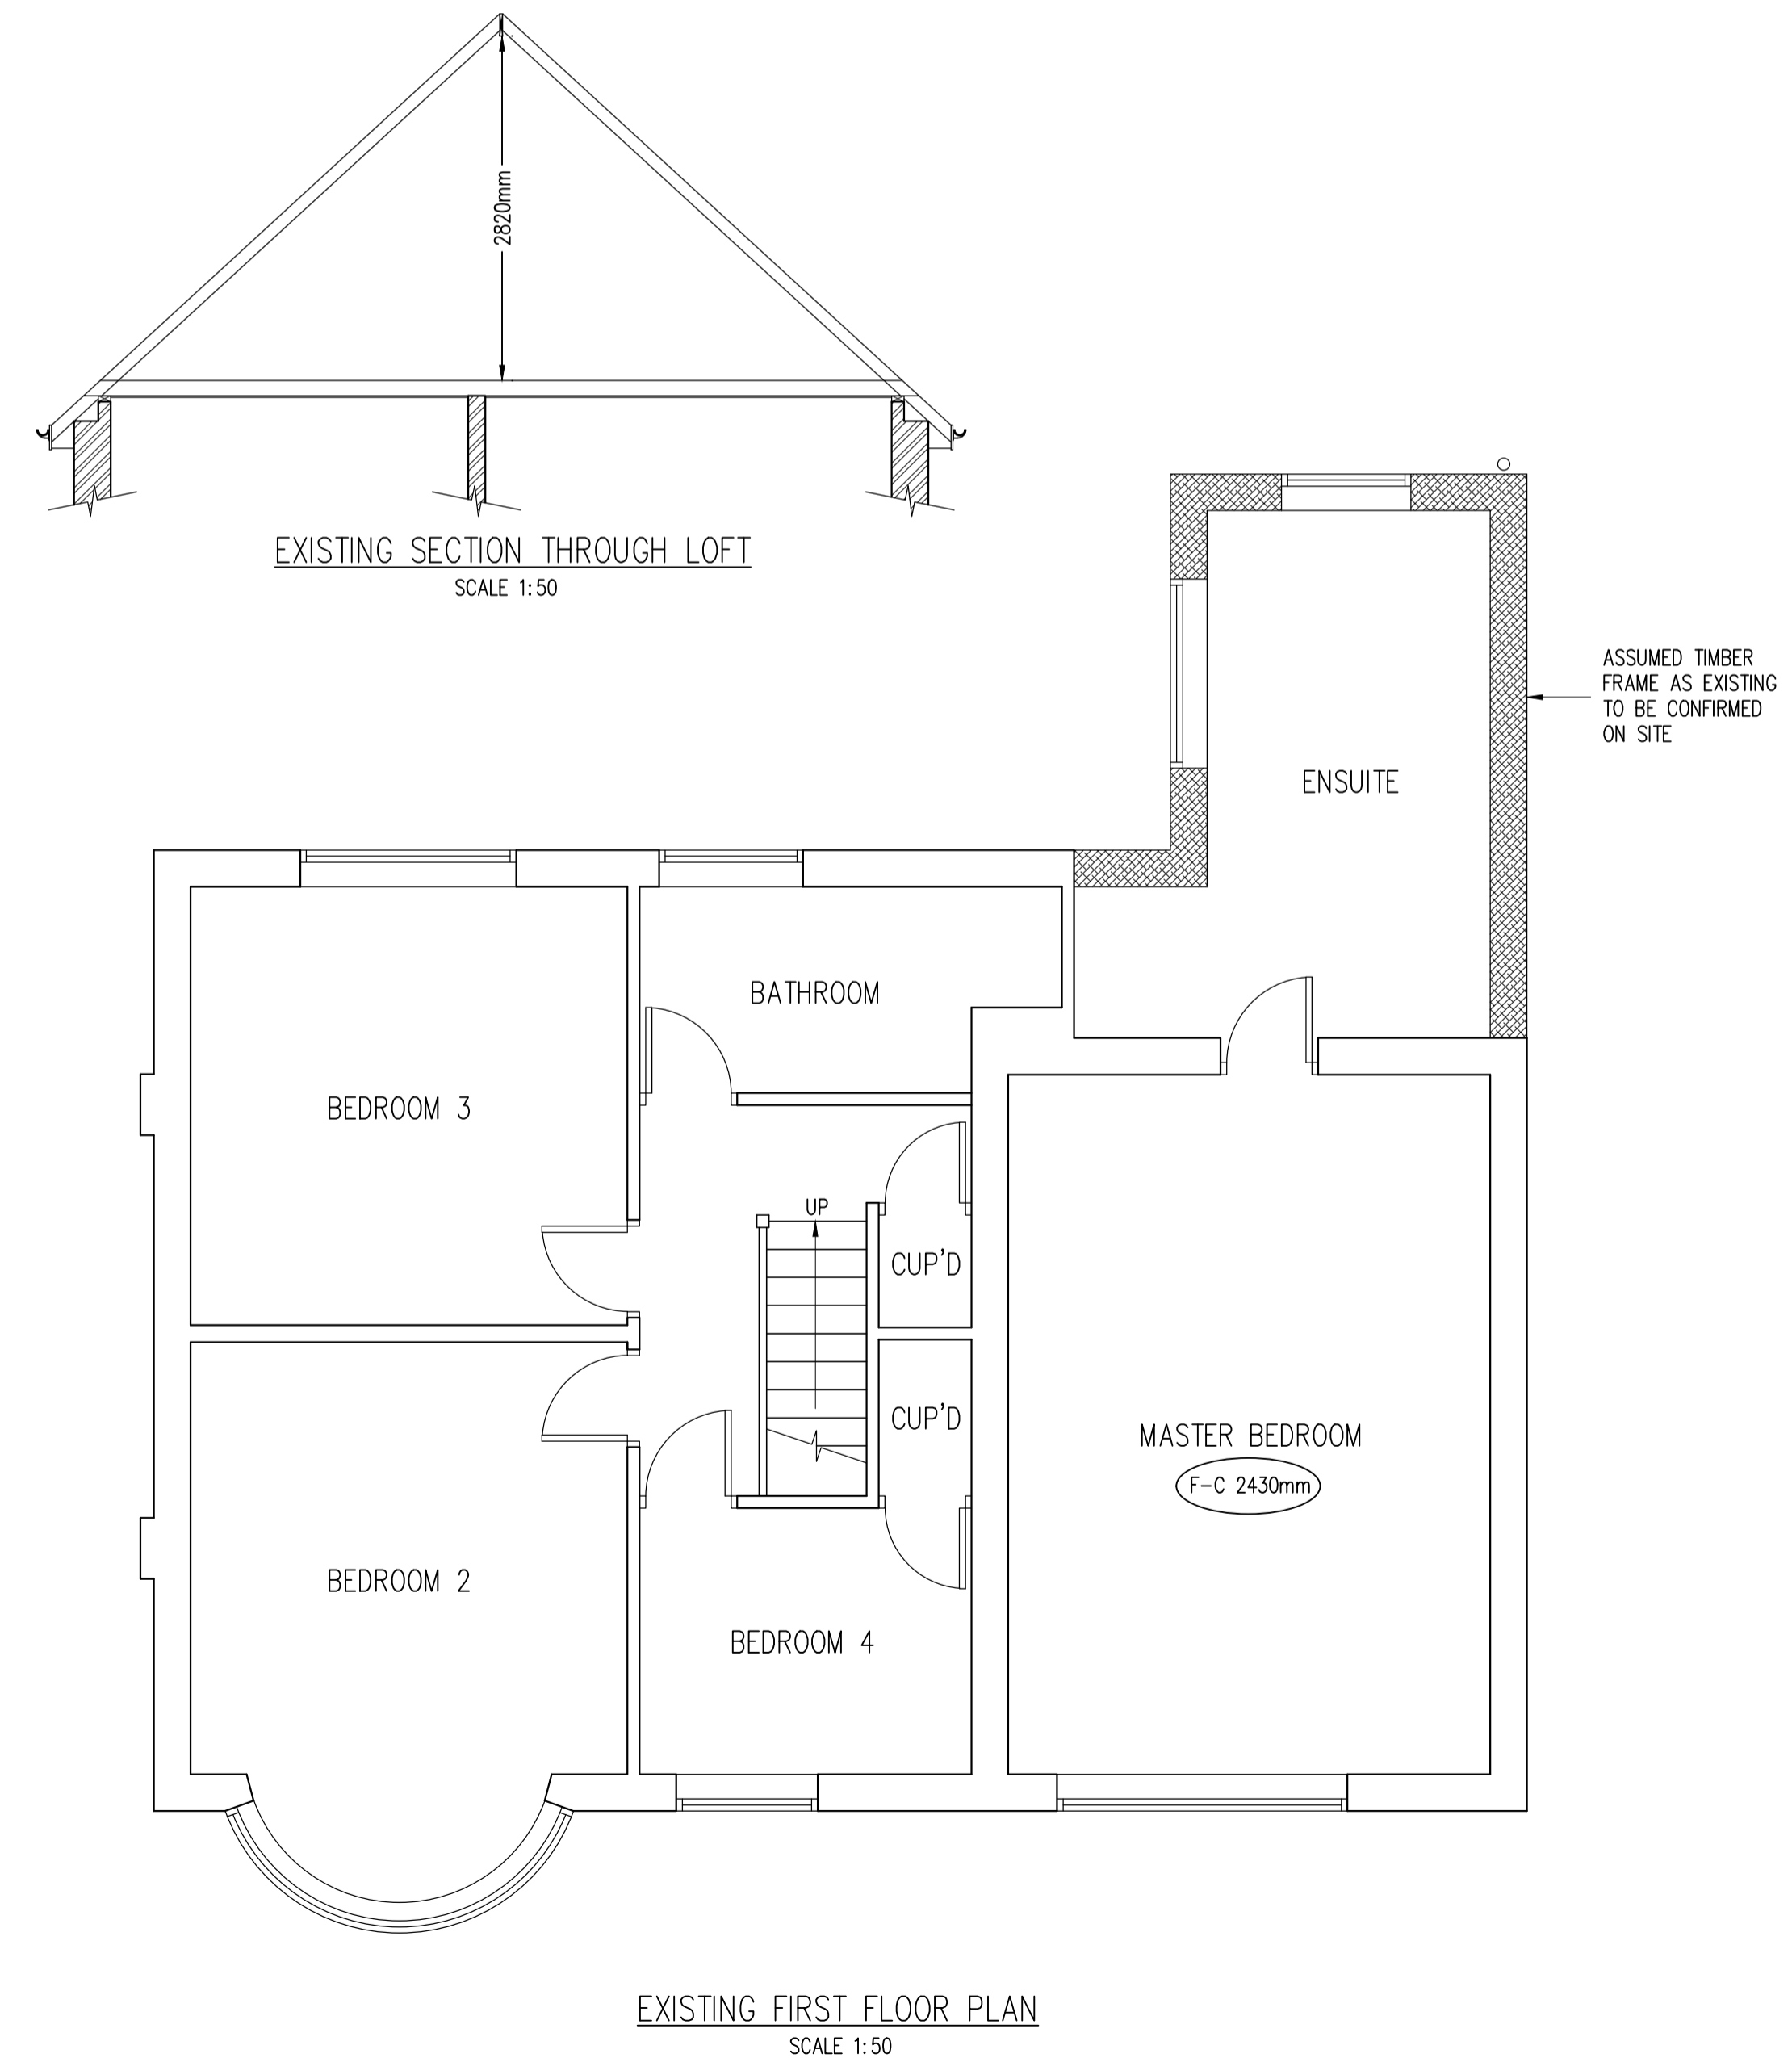 2820mm
EXISTING SECTION THROUGH LOFT
SCALE 1:50
ASSUMED TIMBER
FRAME AS EXISTING
TO BE CONFIRMED
ON SITE
ENSUITE
BATHROOM
BEDROOM 3
UP
CUP'D
CUP'D
MASTER BEDROOM
F-C 2430mm
BEDROOM 2
BEDROOM 4
EXISTING FIRST FLOOR PLAN
SCALE 1:50